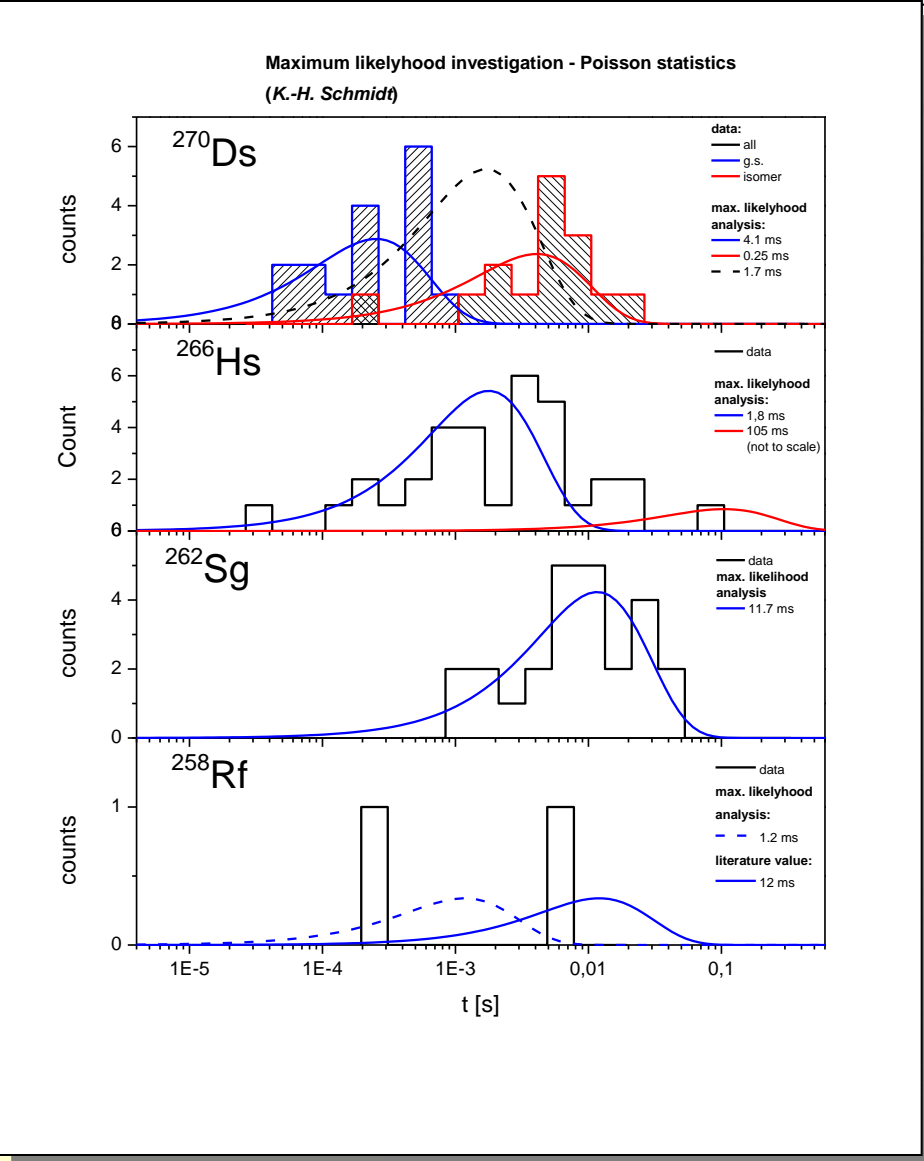 Maximum likelyhood investigation - Poisson statistics
(K.-H. Schmidt)
270Ds
counts
6
4
2
0
data:
all
g.s.
isomer
max. likelyhood
analysis:
4.1 ms
0.25 ms
1.7 ms
266Hs
Count
8
6
4
2
0
data
max. likelyhood
analysis:
1,8 ms
105 ms
(not to scale)
262Sg
counts
6
4
2
0
data
max. likelihood
analysis
11.7 ms
258Rf
counts
1
0
data
max. likelyhood
analysis:
1.2 ms
literature value:
12 ms
1E-5 1E-4 1E-3 0,01 0,1
t [s]